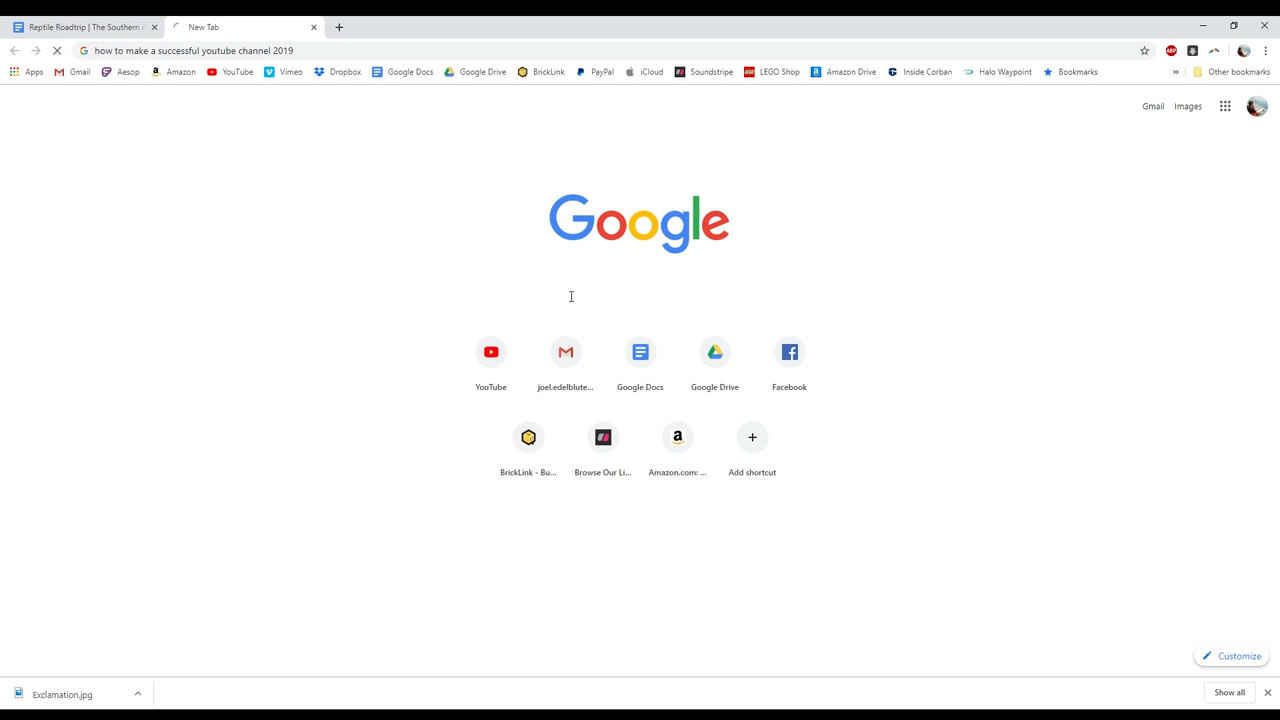 Reptile Roadtrip | The Southern
New Tab
how to make a successful youtube channel 2019
Apps Gmail Aesop Amazon YouTube Vimeo Dropbox Google Docs Google Drive BrickLink PayPal iCloud Soundstripe LEGO Shop Amazon Drive Inside Corban Halo Waypoint Bookmarks » Other bookmarks
Gmail Images
Google
YouTube joel.edelblute... Google Docs Google Drive Facebook
BrickLink - Bu... Browse Our Li... Amazon.com: ... Add shortcut
Customize
Exclamation.jpg Show all